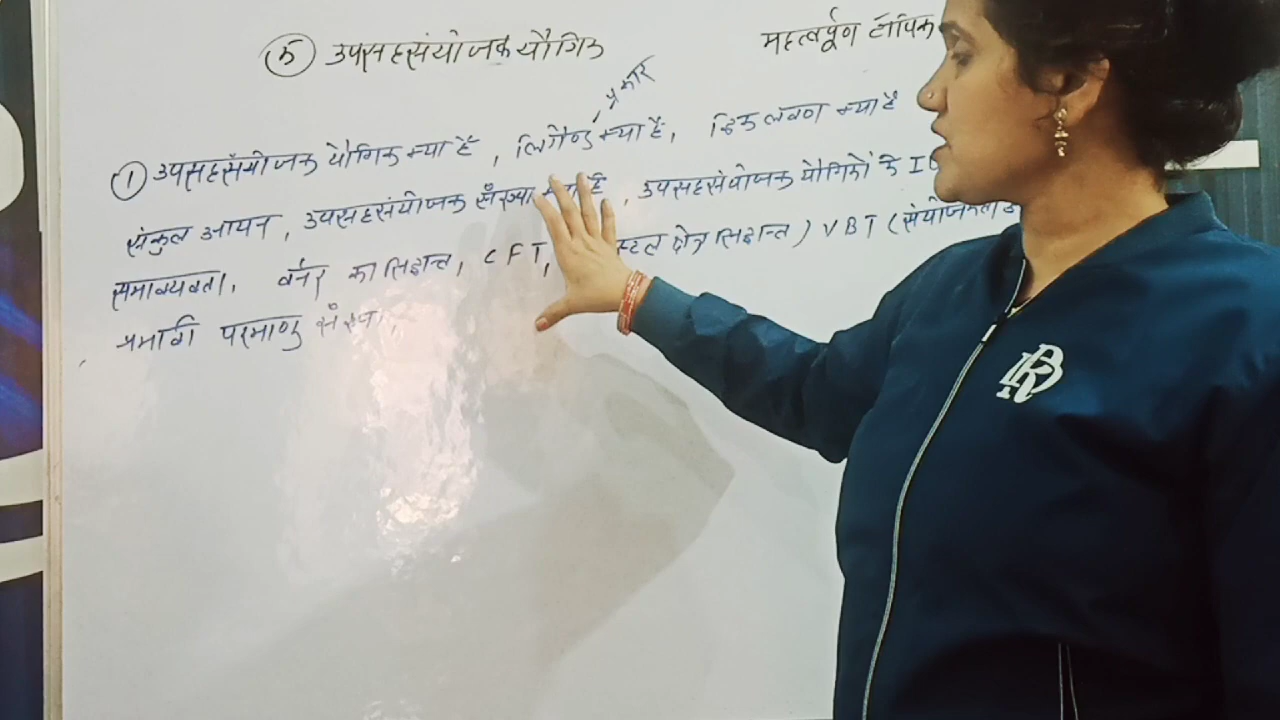 (5) उपसहसंयोजक यौगिक
महत्वपूर्ण टॉपिक
प्रकार
(1) उपसहसंयोजक यौगिक क्या है, लिगैण्ड क्या है, द्विक लवण क्या है
संकुल आयन, उपसहसंयोजक सँख्या है, उपसहसंयोजक यौगिकों के
समावयवता, वर्नर का सिद्धान्त, CFT, क्षेत्र सिद्धान्त) VBT (संयोजकता
प्रभावी परमाणु
RD